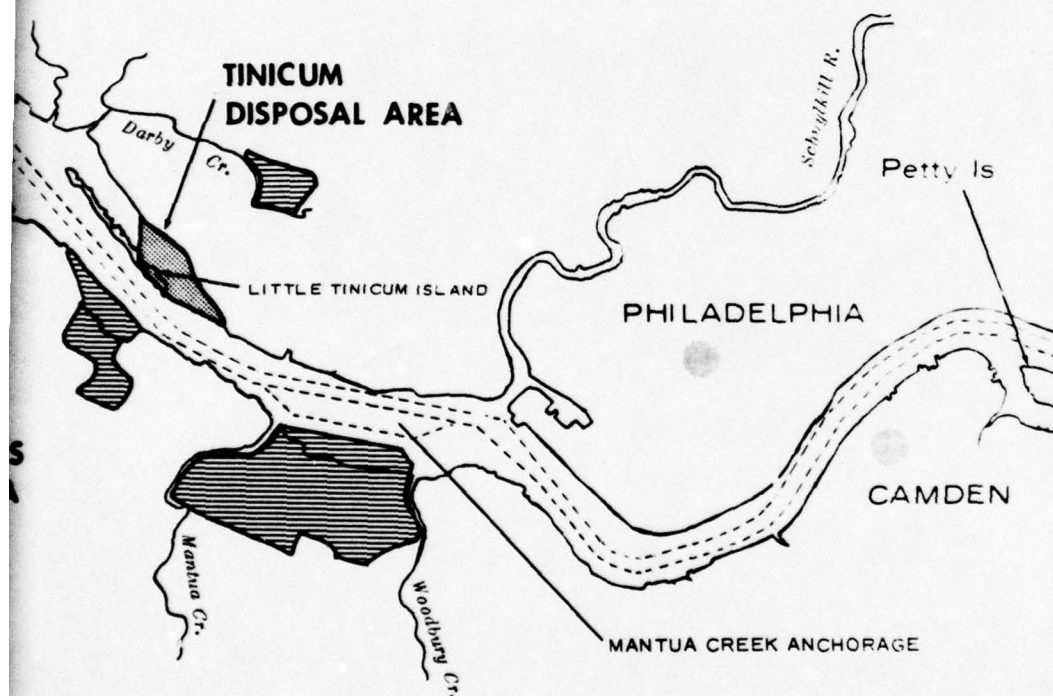 TINICUM
DISPOSAL AREA
Darby Cr.
Schuylkill R.
Petty Is
LITTLE TINICUM ISLAND
PHILADELPHIA
S
A
CAMDEN
Mantua Cr.
Woodbury Cr.
MANTUA CREEK ANCHORAGE